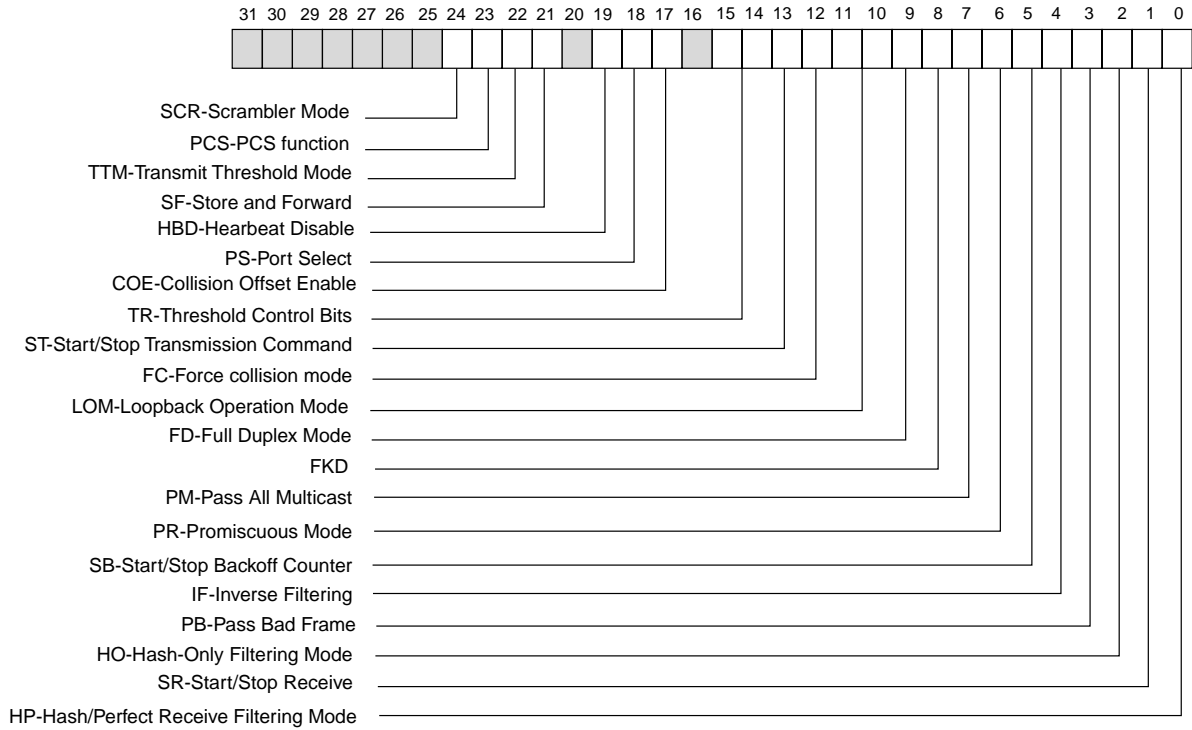 31 30 29 28 27 26 25 24 23 22 21 20 19 18 17 16 15 14 13 12 11 10 9 8 7 6 5 4 3 2 1 0
SCR-Scrambler Mode
PCS-PCS function
TTM-Transmit Threshold Mode
SF-Store and Forward
HBD-Hearbeat Disable
PS-Port Select
COE-Collision Offset Enable
TR-Threshold Control Bits
ST-Start/Stop Transmission Command
FC-Force collision mode
LOM-Loopback Operation Mode
FD-Full Duplex Mode
FKD
PM-Pass All Multicast
PR-Promiscuous Mode
SB-Start/Stop Backoff Counter
IF-Inverse Filtering
PB-Pass Bad Frame
HO-Hash-Only Filtering Mode
SR-Start/Stop Receive
HP-Hash/Perfect Receive Filtering Mode